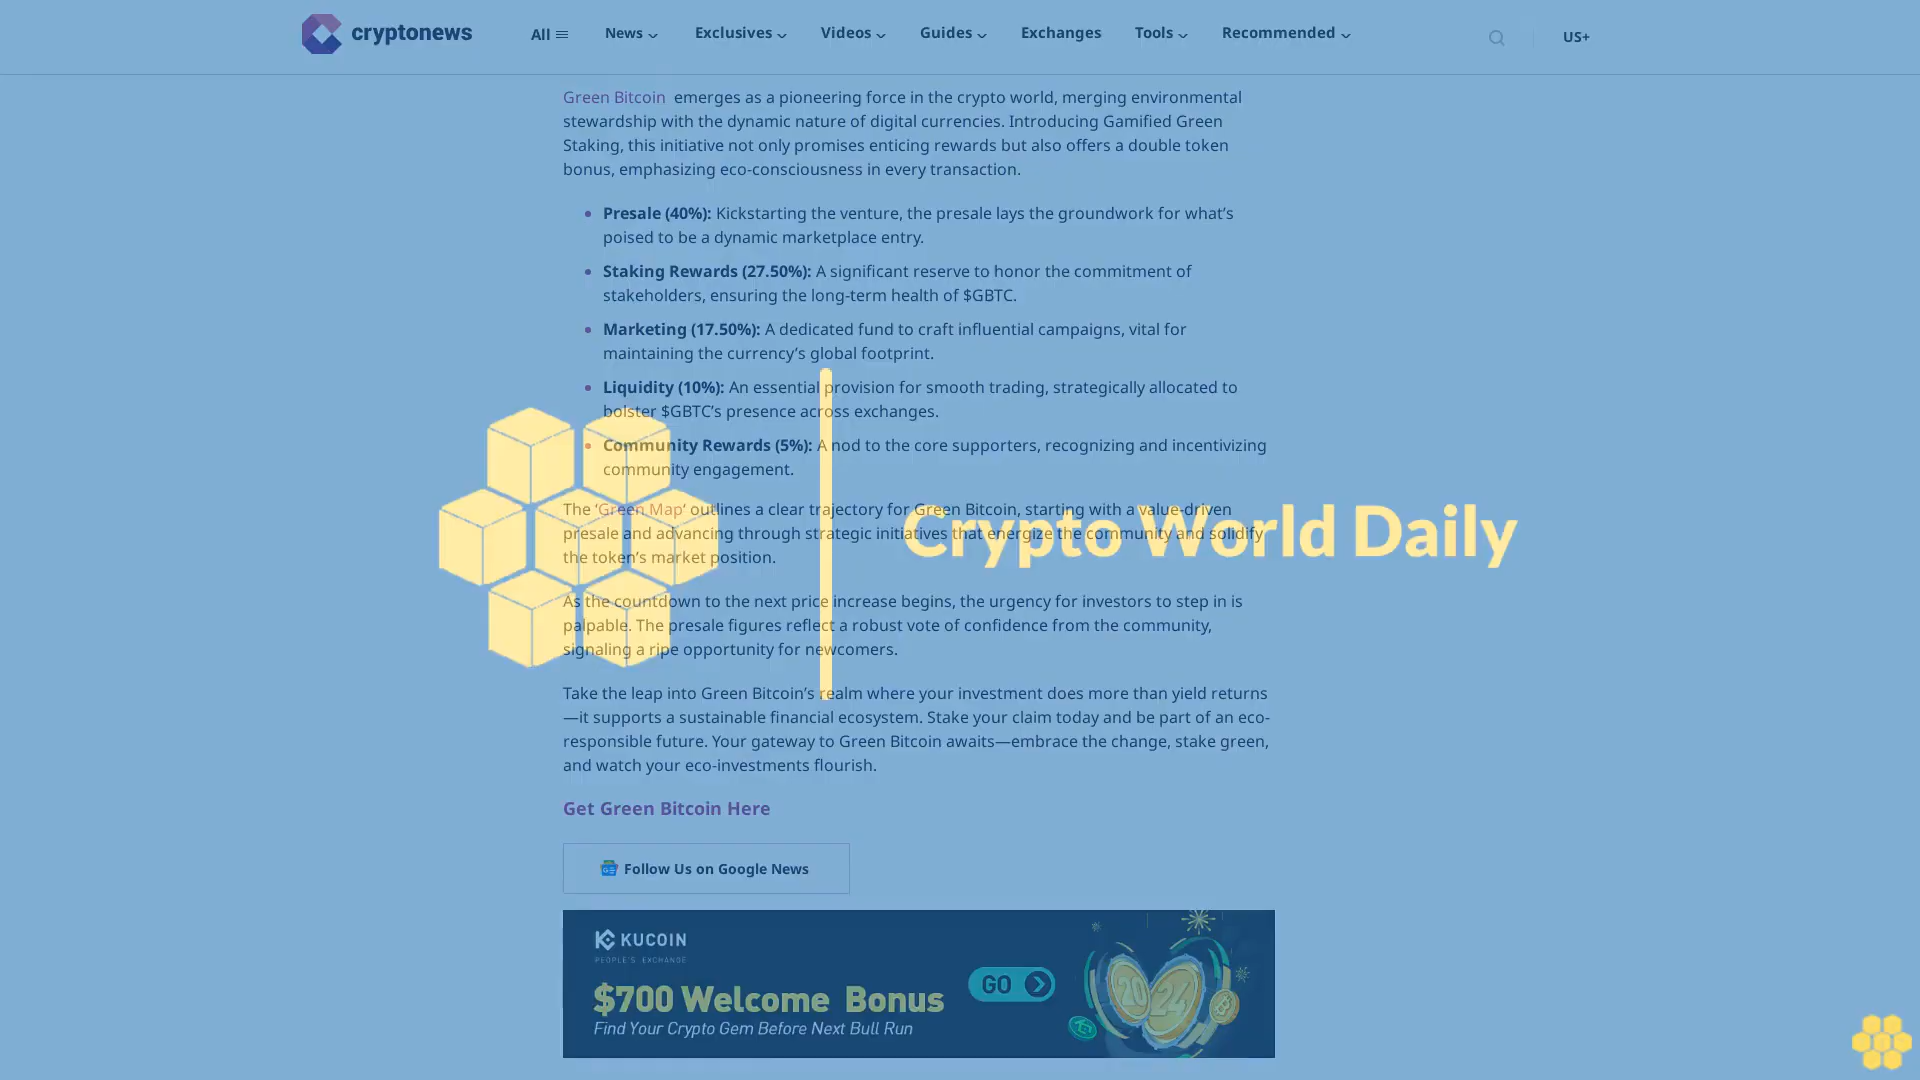 cryptonews
All
News
Exclusives
Videos
Guides
Exchanges
Tools
Recommended
US+
Green Bitcoin emerges as a pioneering force in the crypto world, merging environmental
stewardship with the dynamic nature of digital currencies. Introducing Gamified Green
Staking, this initiative not only promises enticing rewards but also offers a double token
bonus, emphasizing eco-consciousness in every transaction.
Presale (40%): Kickstarting the venture, the presale lays the groundwork for what's
poised to be a dynamic marketplace entry.
Staking Rewards (27.50%): A significant reserve to honor the commitment of
stakeholders, ensuring the long-term health of $GBTC.
Marketing (17.50%): A dedicated fund to craft influential campaigns, vital for
maintaining the currency's global footprint.
Liquidity (10%): An essential provision for smooth trading, strategically allocated to
bolster $GBTC's presence across exchanges.
Community Rewards (5%): A nod to the core supporters, recognizing and incentivizing
community engagement.
The 'Green Map' outlines a clear trajectory for Green Bitcoin, starting with a value-driven
presale and advancing through strategic initiatives that energize the community and solidify
the token's market position.
Crypto World Daily
As the countdown to the next price increase begins, the urgency for investors to step in is
palpable. The presale figures reflect a robust vote of confidence from the community,
signaling a ripe opportunity for newcomers.
Take the leap into Green Bitcoin's realm where your investment does more than yield returns
—it supports a sustainable financial ecosystem. Stake your claim today and be part of an eco-
responsible future. Your gateway to Green Bitcoin awaits—embrace the change, stake green,
and watch your eco-investments flourish.
Get Green Bitcoin Here
Follow Us on Google News
KUCOIN
PEOPLE'S EXCHANGE
$700 Welcome Bonus
Find Your Crypto Gem Before Next Bull Run
GO
20 24